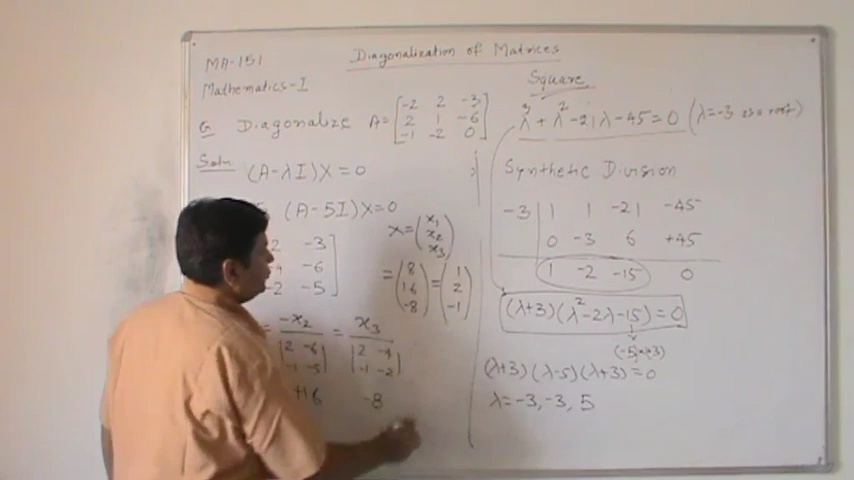 MA-151
Diagonalization of Matrices
Mathematics-I
Square
Q. Diagonalize A= [-2 2 -3
2 1 -6
-1 -2 0]
Soln. (A-λI)X=0
(A-5I)X=0
2 -3
-6
-2 -5]
X=(x₁
x₂
x₃)
=(8
16
-8) =(1
2
-1)
= -x₂ = x₃
|2 -6
-1 -5| |2 -4
-1 -2|
+16 -8
λ³+λ²-21λ-45=0 (λ=-3 is a root)
Synthetic Division
-3 | 1 1 -21 -45
0 -3 6 +45
1 -2 -15 0
(λ+3)(λ²-2λ-15)=0
(-5)×(+3)
(λ+3)(λ-5)(λ+3)=0
λ=-3,-3, 5